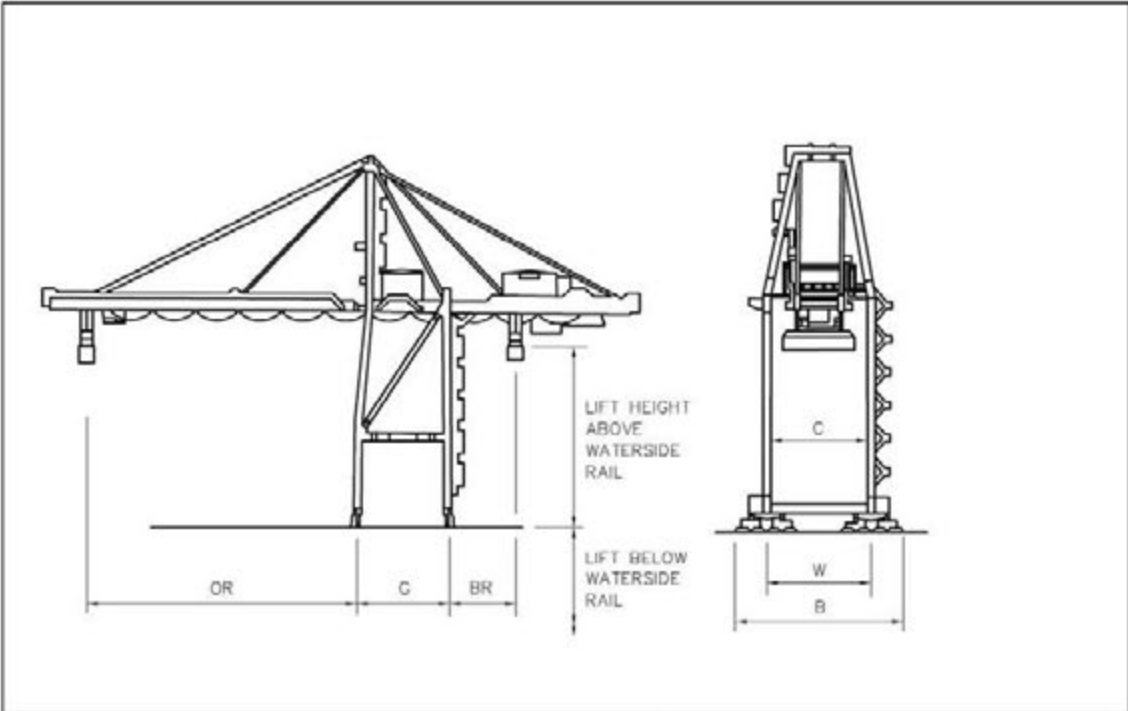 LIFT HEIGHT
ABOVE
WATERSIDE
RAIL
C
LIFT BELOW
WATERSIDE
RAIL
OR
G
BR
W
B